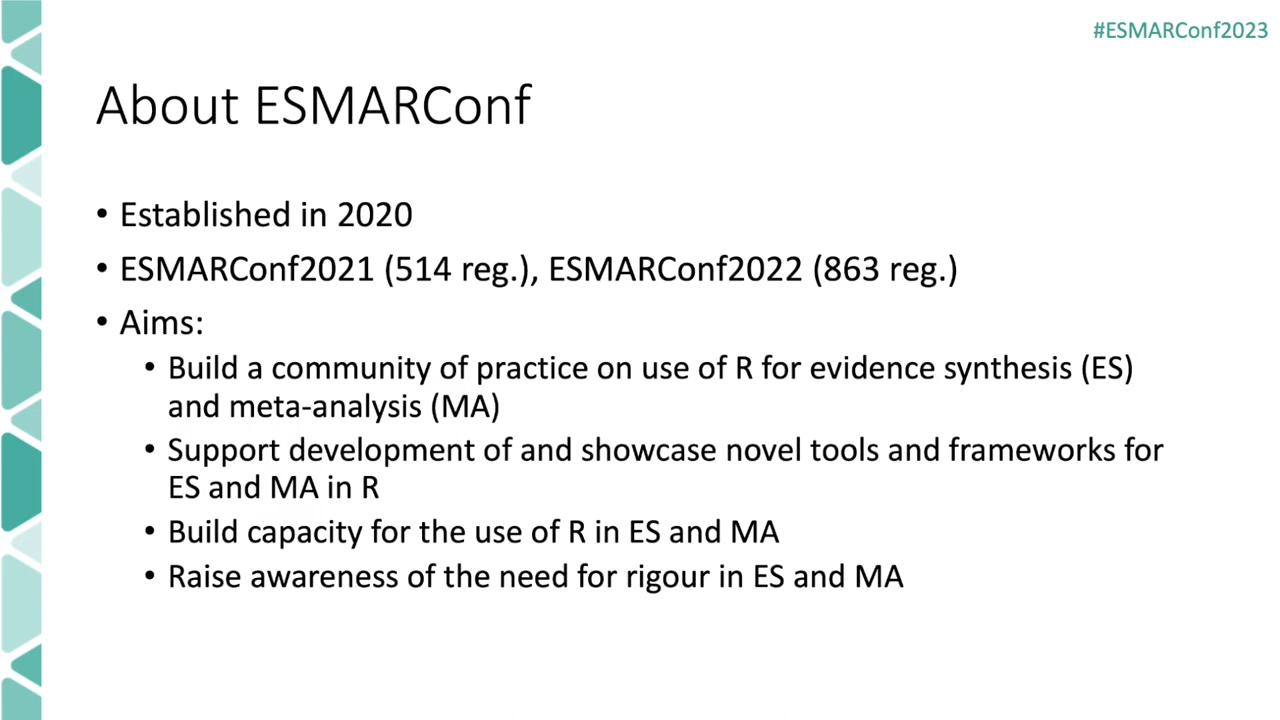 #ESMARConf2023
About ESMARConf
• Established in 2020
• ESMARConf2021 (514 reg.), ESMARConf2022 (863 reg.)
• Aims:
• Build a community of practice on use of R for evidence synthesis (ES)
and meta-analysis (MA)
• Support development of and showcase novel tools and frameworks for
ES and MA in R
• Build capacity for the use of R in ES and MA
• Raise awareness of the need for rigour in ES and MA